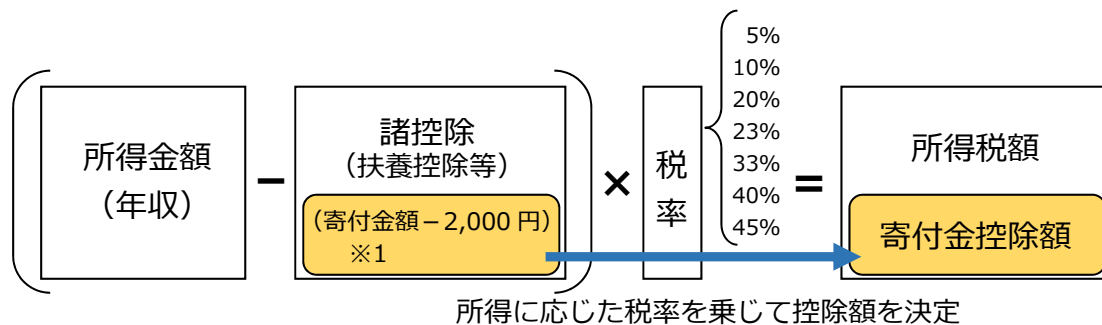 所得金額
（年収）
－
諸控除
（扶養控除等）
（寄付金額－2,000 円）
※1
×
税
率
5%
10%
20%
23%
33%
40%
45%
＝
所得税額
寄付金控除額
所得に応じた税率を乗じて控除額を決定